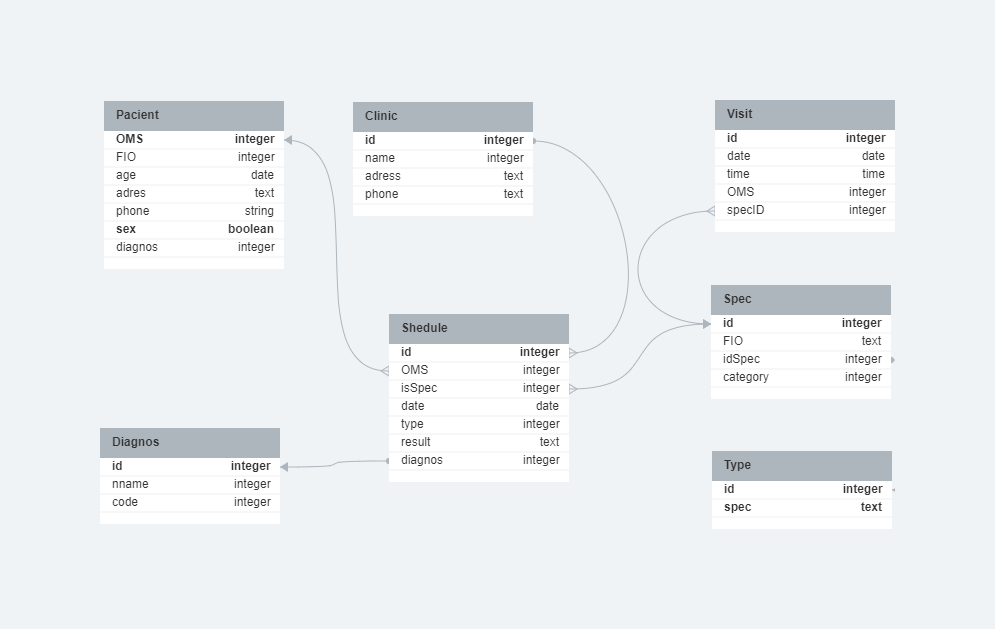 Pacient
OMS integer
FIO integer
age date
adres text
phone string
sex boolean
diagnos integer
Clinic
id integer
name integer
adress text
phone text
Visit
id integer
date date
time time
OMS integer
specID integer
Shedule
id integer
OMS integer
isSpec integer
date date
type integer
result text
diagnos integer
Spec
id integer
FIO text
idSpec integer
category integer
Diagnos
id integer
nname integer
code integer
Type
id integer
spec text